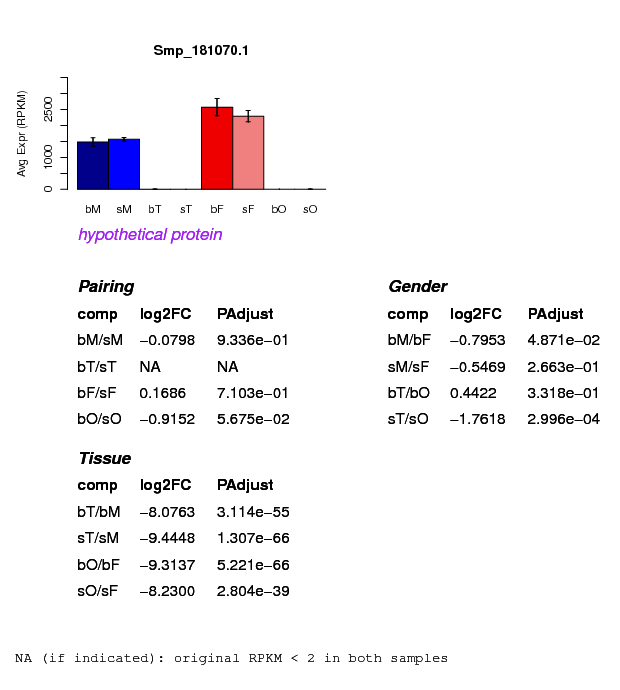 Smp_181070.1
Avg Expr (RPKM)
2500
1000
0
bM sM bT sT bF sF bO sO
hypothetical protein
Pairing
comp log2FC PAdjust
bM/sM −0.0798 9.336e−01
bT/sT NA NA
bF/sF 0.1686 7.103e−01
bO/sO −0.9152 5.675e−02
Gender
comp log2FC PAdjust
bM/bF −0.7953 4.871e−02
sM/sF −0.5469 2.663e−01
bT/bO 0.4422 3.318e−01
sT/sO −1.7618 2.996e−04
Tissue
comp log2FC PAdjust
bT/bM −8.0763 3.114e−55
sT/sM −9.4448 1.307e−66
bO/bF −9.3137 5.221e−66
sO/sF −8.2300 2.804e−39
NA (if indicated): original RPKM < 2 in both samples